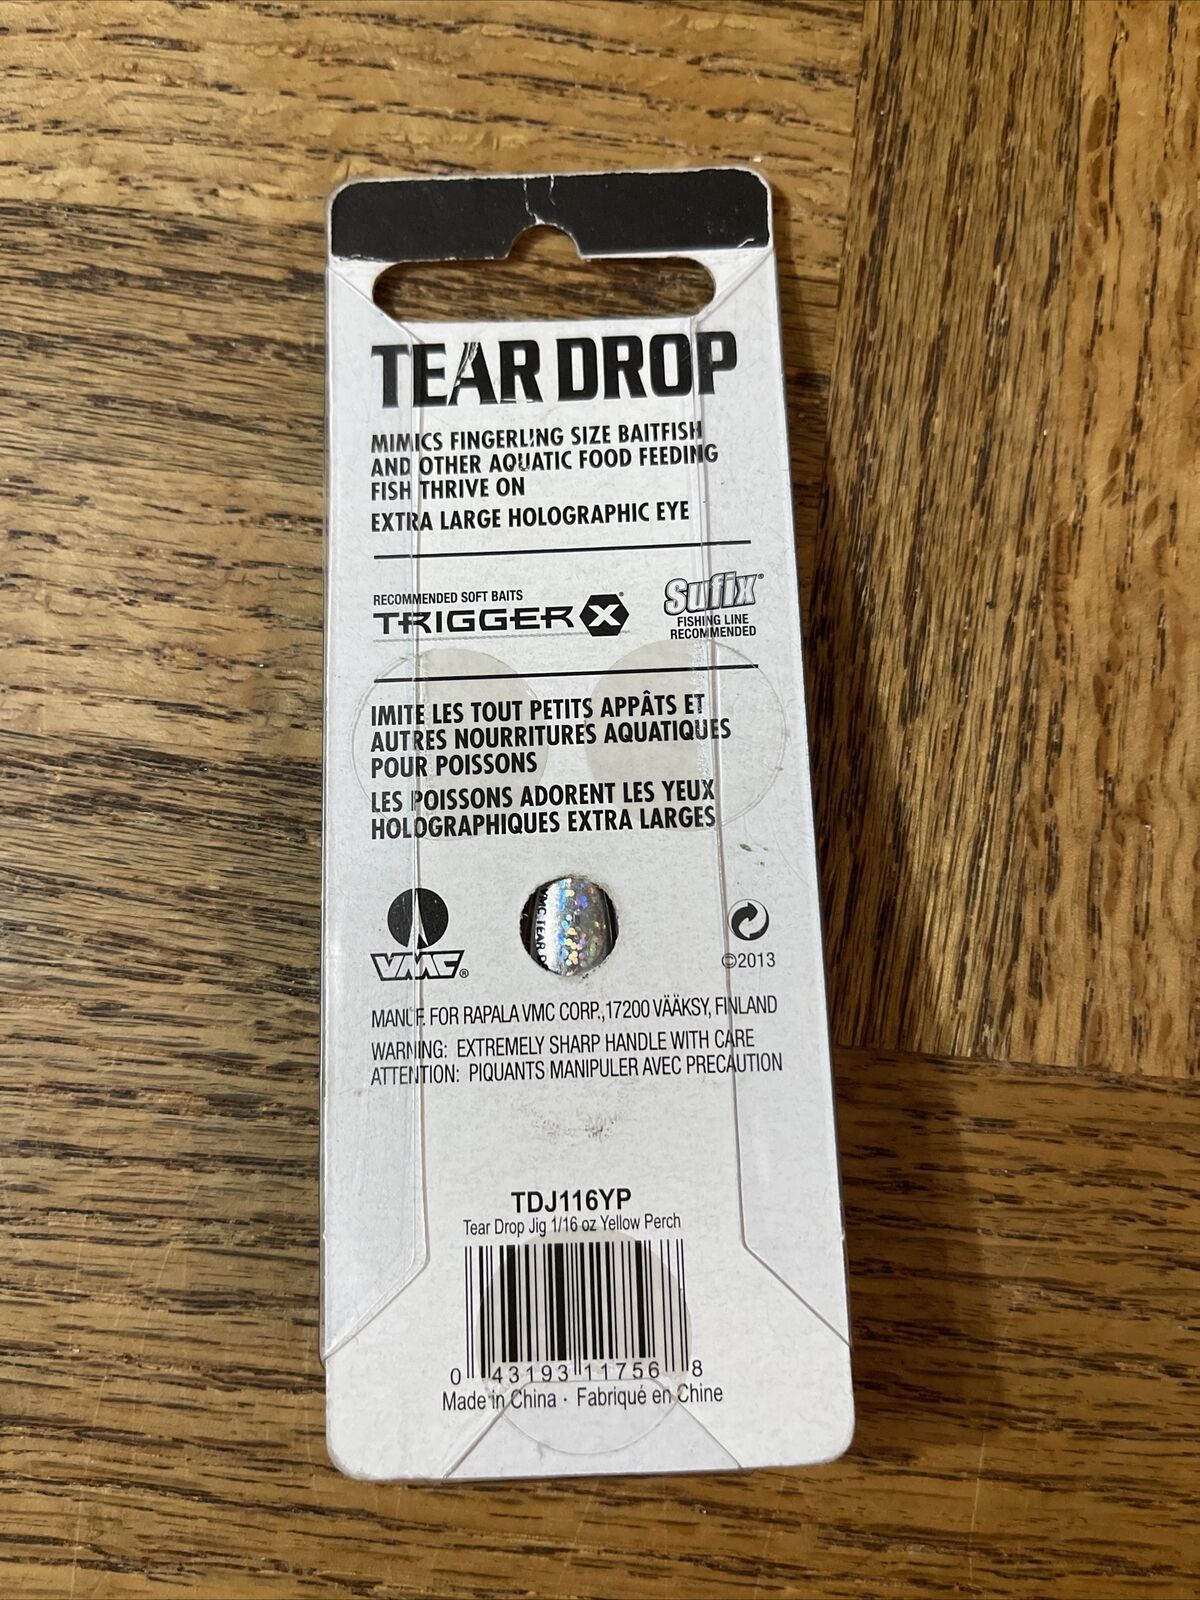 TEAR DROP
MIMICS FINGERLING SIZE BAITFISH
AND OTHER AQUATIC FOOD FEEDING
FISH THRIVE ON
EXTRA LARGE HOLOGRAPHIC EYE
RECOMMENDED SOFT BAITS
TRIGGER X®
Sufix®
FISHING LINE
RECOMMENDED
IMITE LES TOUT PETITS APPÂTS ET
AUTRES NOURRITURES AQUATIQUES
POUR POISSONS
LES POISSONS ADORENT LES YEUX
HOLOGRAPHIQUES EXTRA LARGES
VMC®
VMC TEAR D
©2013
MANUF. FOR RAPALA VMC CORP., 17200 VÄÄKSY, FINLAND
WARNING: EXTREMELY SHARP HANDLE WITH CARE
ATTENTION: PIQUANTS MANIPULER AVEC PRECAUTION
TDJ116YP
Tear Drop Jig 1/16 oz Yellow Perch
0 43193 11756 8
Made in China · Fabriqué en Chine